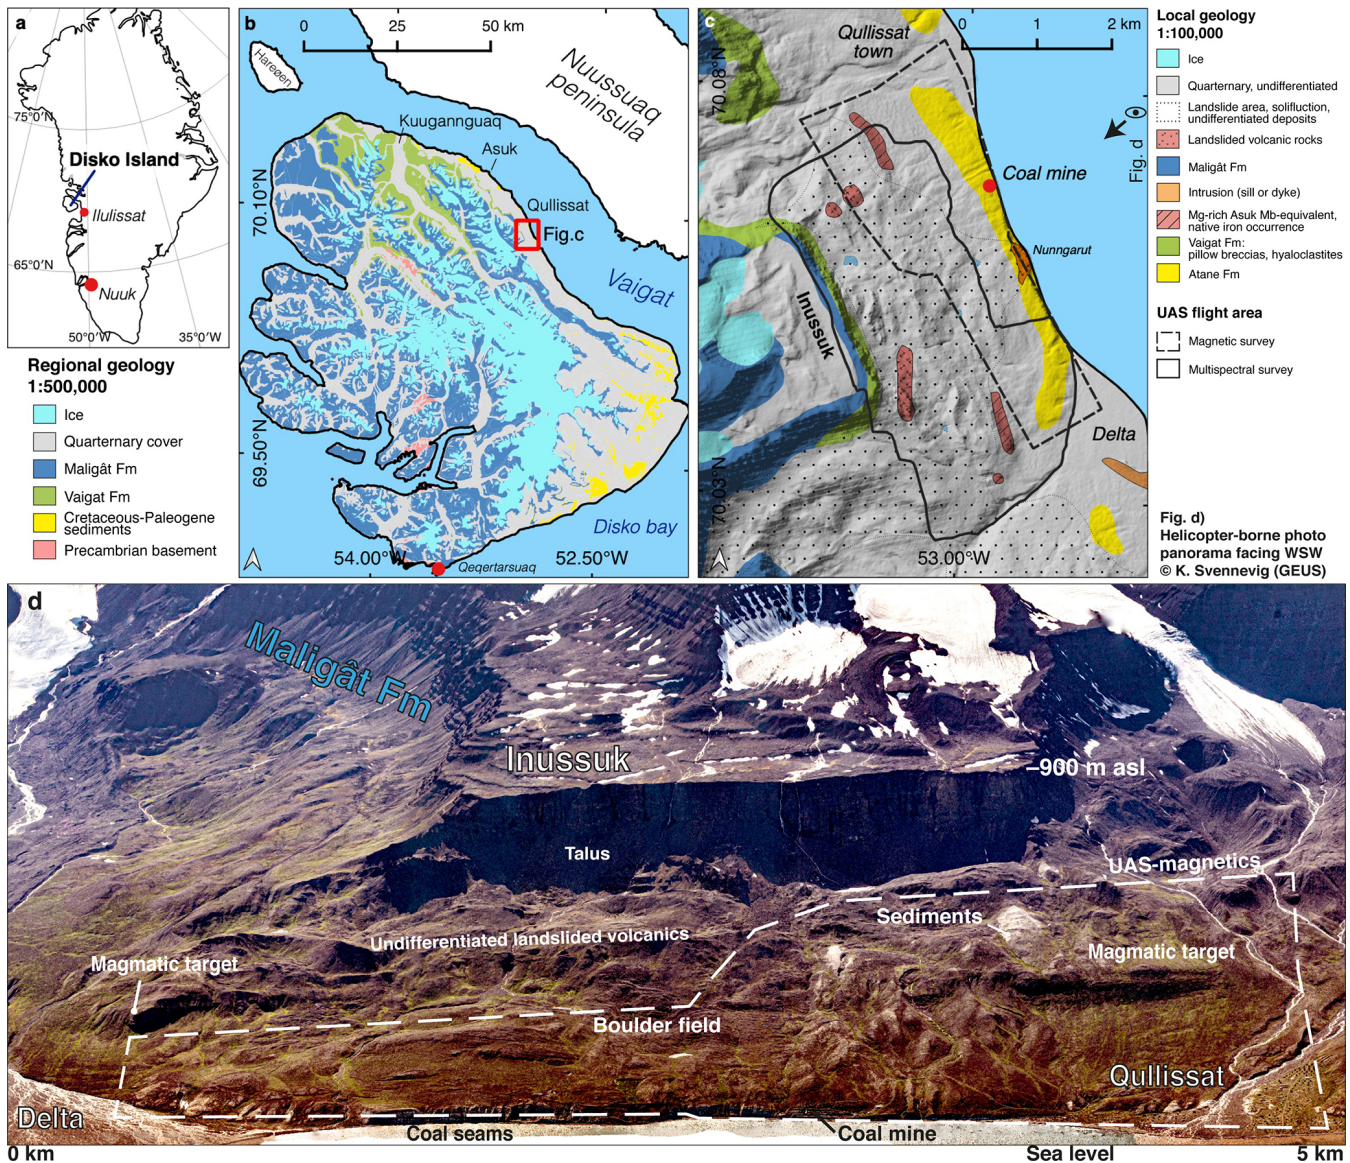 a
75°0'N
Disko Island
Ilulissat
65°0'N
Nuuk
50°0'W
35°0'W
Regional geology
1:500,000
Ice
Quarternary cover
Maligât Fm
Vaigat Fm
Cretaceous-Paleogene
sediments
Precambrian basement
b
0 25 50 km
Hareøen
Nuussuaq
peninsula
Kuugannguaq
Asuk
Qullissat
Fig.c
70.10°N
Vaigat
69.50°N
Disko bay
54.00°W
52.50°W
Qeqertarsuaq
c
0 1 2 km
Qullissat
town
70.08°N
Fig. d
Coal mine
Nunngarut
Inussuk
Delta
70.03°N
53.00°W
Local geology
1:100,000
Ice
Quarternary, undifferentiated
Landslide area, solifluction,
undifferentiated deposits
Landslided volcanic rocks
Maligât Fm
Intrusion (sill or dyke)
Mg-rich Asuk Mb-equivalent,
native iron occurrence
Vaigat Fm:
pillow breccias, hyaloclastites
Atane Fm
UAS flight area
Magnetic survey
Multispectral survey
Fig. d)
Helicopter-borne photo
panorama facing WSW
© K. Svennevig (GEUS)
d
Maligât Fm
Inussuk
~900 m asl
Talus
UAS-magnetics
Sediments
Undifferentiated landslided volcanics
Magmatic target
Magmatic target
Boulder field
Qullissat
Delta
Coal seams
Coal mine
0 km
Sea level
5 km